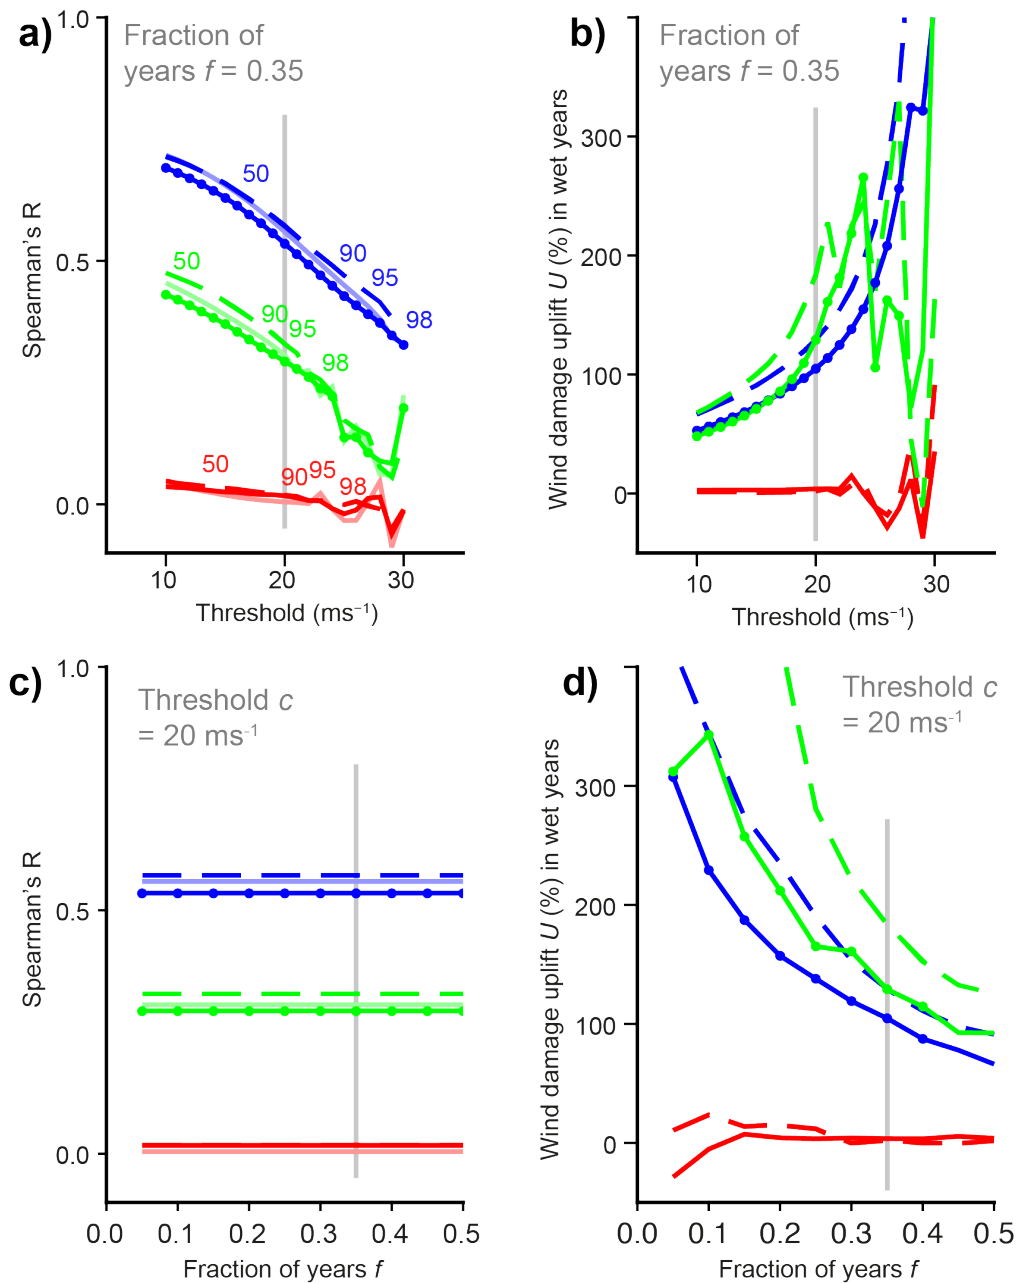 a)
Fraction of
years f = 0.35
1.0
0.5
0.0
Spearman's R
50
90
95
98
50
90
95
98
50
90
95
98
10
20
30
Threshold (ms⁻¹)
b)
Fraction of
years f = 0.35
300
200
100
0
Wind damage uplift U (%) in wet years
10
20
30
Threshold (ms⁻¹)
c)
Threshold c
= 20 ms⁻¹
1.0
0.5
0.0
Spearman's R
0.0
0.1
0.2
0.3
0.4
0.5
Fraction of years f
d)
Threshold c
= 20 ms⁻¹
300
200
100
0
Wind damage uplift U (%) in wet years
0.0
0.1
0.2
0.3
0.4
0.5
Fraction of years f